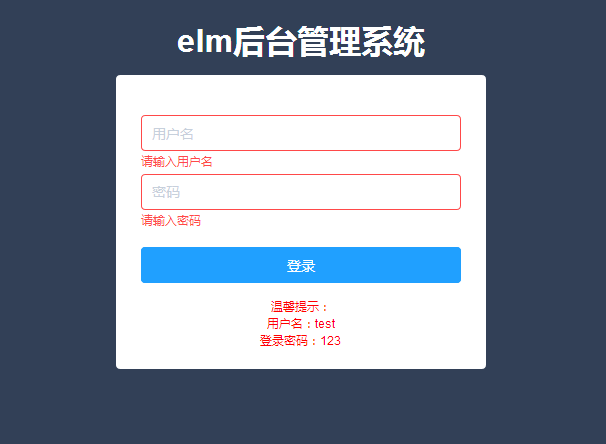 elm后台管理系统
用户名
请输入用户名
密码
请输入密码
登录
温馨提示：
用户名：test
登录密码：123